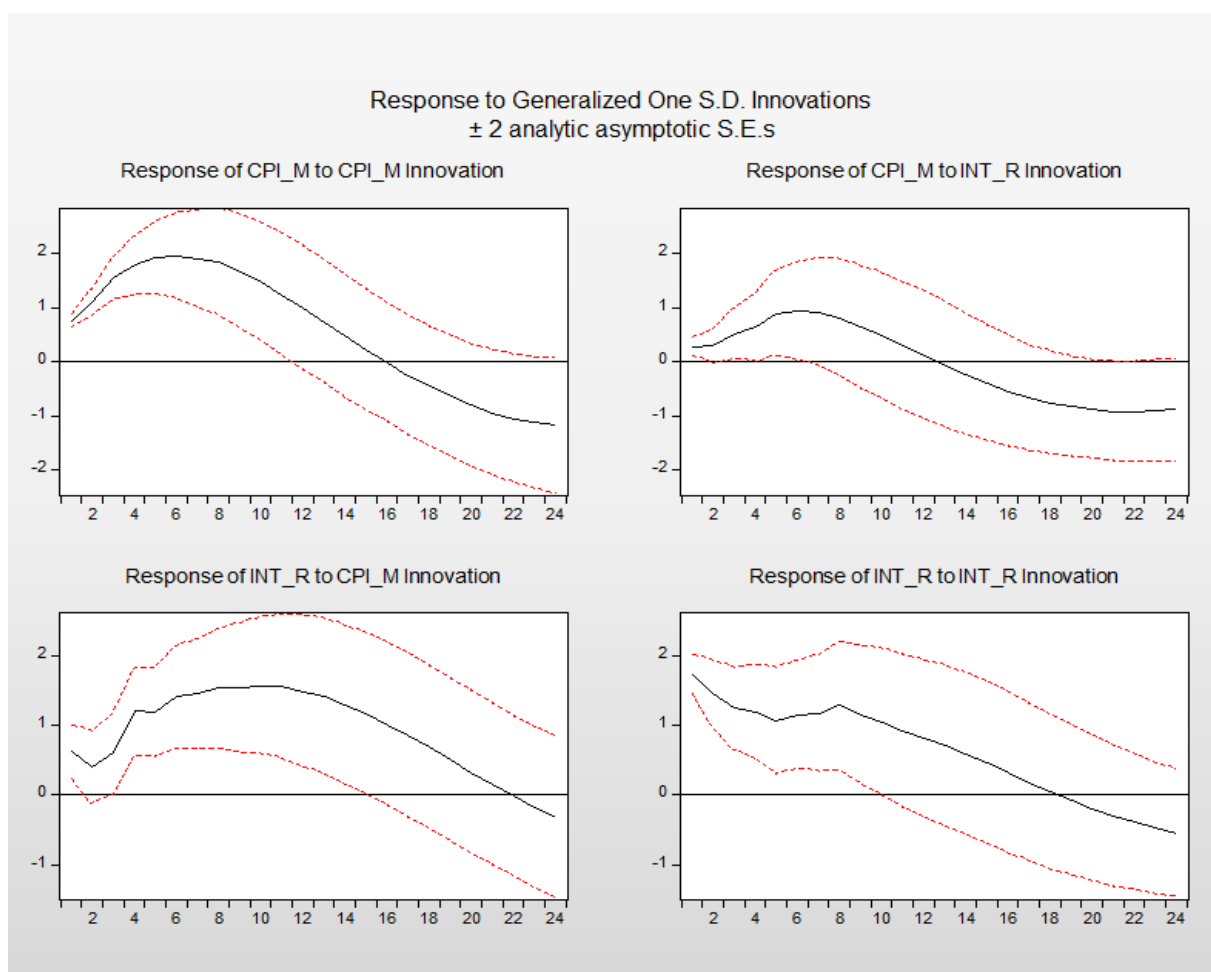 Response to Generalized One S.D. Innovations
± 2 analytic asymptotic S.E.s
Response of CPI_M to CPI_M Innovation
2
1
0
-1
-2
2 4 6 8 10 12 14 16 18 20 22 24
Response of CPI_M to INT_R Innovation
2
1
0
-1
-2
2 4 6 8 10 12 14 16 18 20 22 24
Response of INT_R to CPI_M Innovation
2
1
0
-1
2 4 6 8 10 12 14 16 18 20 22 24
Response of INT_R to INT_R Innovation
2
1
0
-1
2 4 6 8 10 12 14 16 18 20 22 24